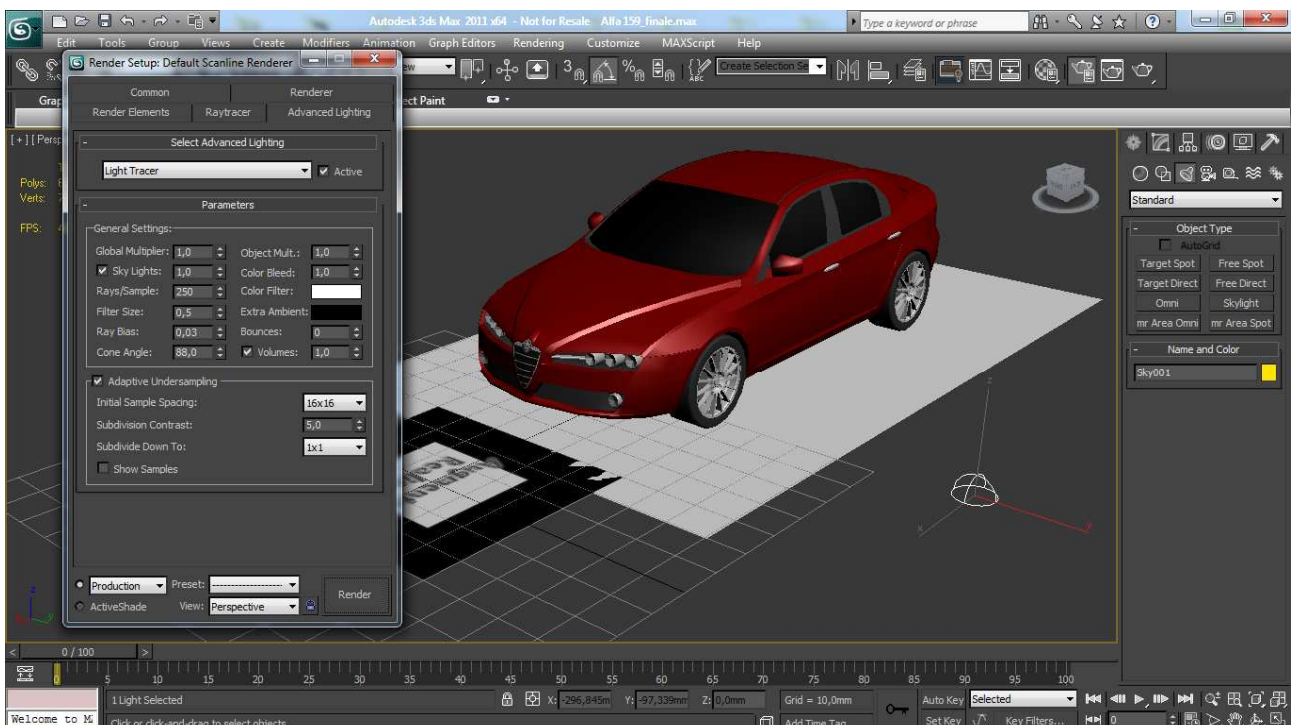 Autodesk 3ds Max 2011 x64 - Not for Resale Alfa 159_finale.max
Type a keyword or phrase
Edit Tools Group Views Create Modifiers Animation Graph Editors Rendering Customize MAXScript Help
Render Setup: Default Scanline Renderer
Create Selection Se
Common Renderer
Render Elements Raytracer Advanced Lighting
Select Advanced Lighting
Light Tracer Active
Parameters
General Settings:
Global Multiplier: 1,0 Object Mult.: 1,0
Sky Lights: 1,0 Color Bleed: 1,0
Rays/Sample: 250 Color Filter:
Filter Size: 0,5 Extra Ambient:
Ray Bias: 0,03 Bounces: 0
Cone Angle: 88,0 Volumes: 1,0
Adaptive Undersampling
Initial Sample Spacing: 16x16
Subdivision Contrast: 5,0
Subdivide Down To: 1x1
Show Samples
Production Preset:
ActiveShade View: Perspective
Render
Paint
Polys:
Verts:
FPS:
z
x
y
Standard
Object Type
AutoGrid
Target Spot Free Spot
Target Direct Free Direct
Omni Skylight
mr Area Omni mr Area Spot
Name and Color
Sky001
0 / 100
5 10 15 20 25 30 35 40 45 50 55 60 65 70 75 80 85 90 95 100
1 Light Selected X: -296,845m Y: -97,339mm Z: 0,0mm Grid = 10,0mm Auto Key Selected
Welcome to M Click or click-and-drag to select objects Add Time Tag Set Key Key Filters... 0